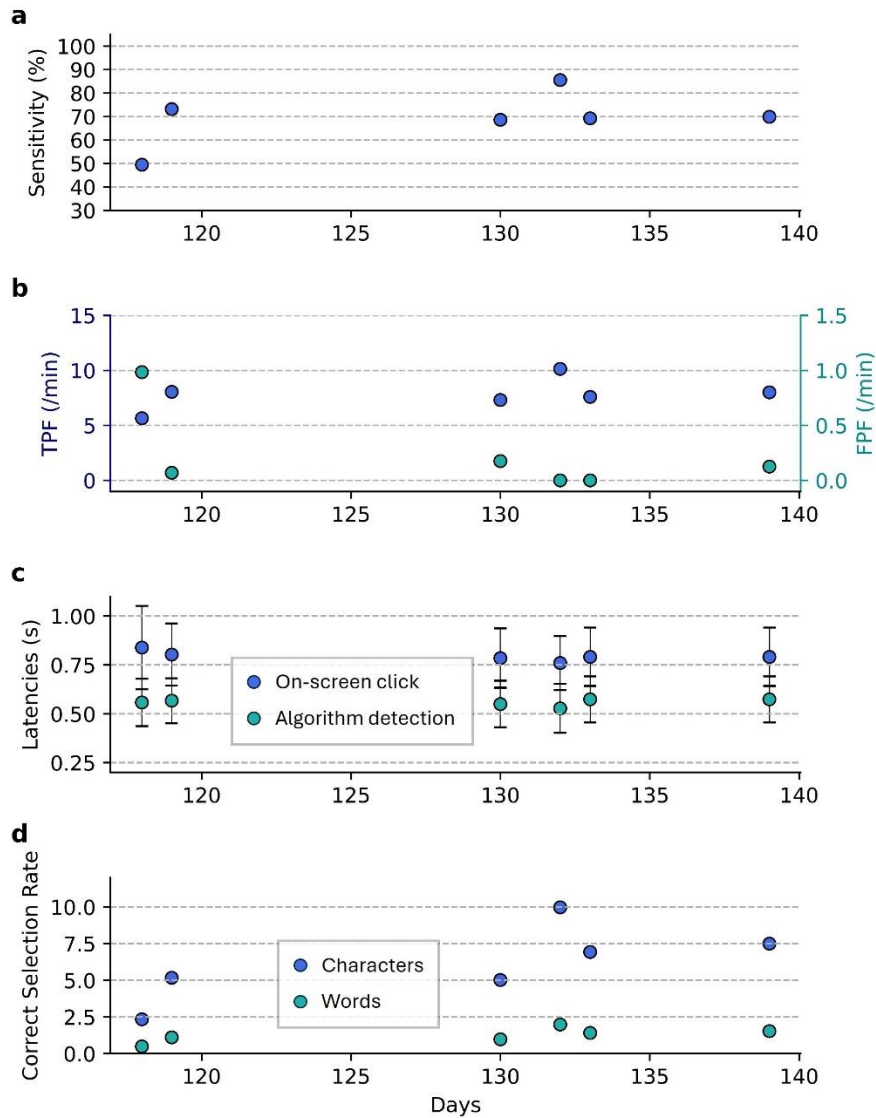 a
Sensitivity (%)
100
90
80
70
60
50
40
30
120 125 130 135 140
b
TPF (/min)
15
10
5
0
FPF (/min)
1.5
1.0
0.5
0.0
120 125 130 135 140
c
Latencies (s)
1.00
0.75
0.50
0.25
On-screen click
Algorithm detection
120 125 130 135 140
d
Correct Selection Rate
10.0
7.5
5.0
2.5
0.0
Characters
Words
120 125 130 135 140
Days